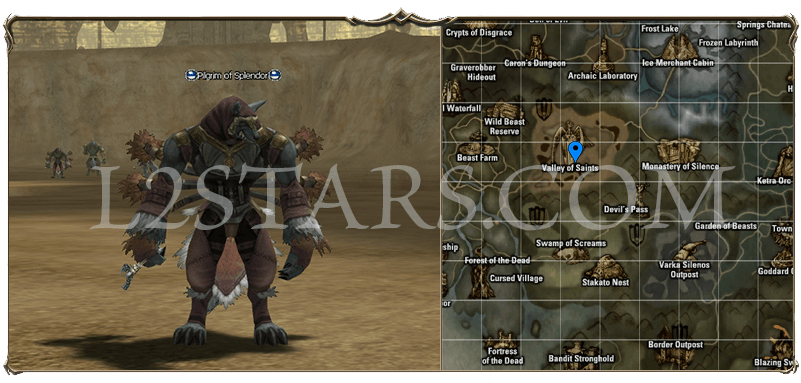 Pilgrim of Splendor
L2STARS.COM
Crypts of Disgrace
Frost Lake
Springs Chate
Frozen Labyrinth
Caron's Dungeon
Ice Merchant Cabin
Graverobber
Hideout
Archaic Laboratory
Waterfall
Wild Beast
Reserve
Beast Farm
Valley of Saints
Monastery of Silence
Ketra Orc
Devil's Pass
Garden of Beasts
Town
Swamp of Screams
Forest of the Dead
Varka Silenos
Outpost
Goddard
Cursed Village
Stakato Nest
Border Outpost
Fortress
of the Dead
Bandit Stronghold
Blazing Sw